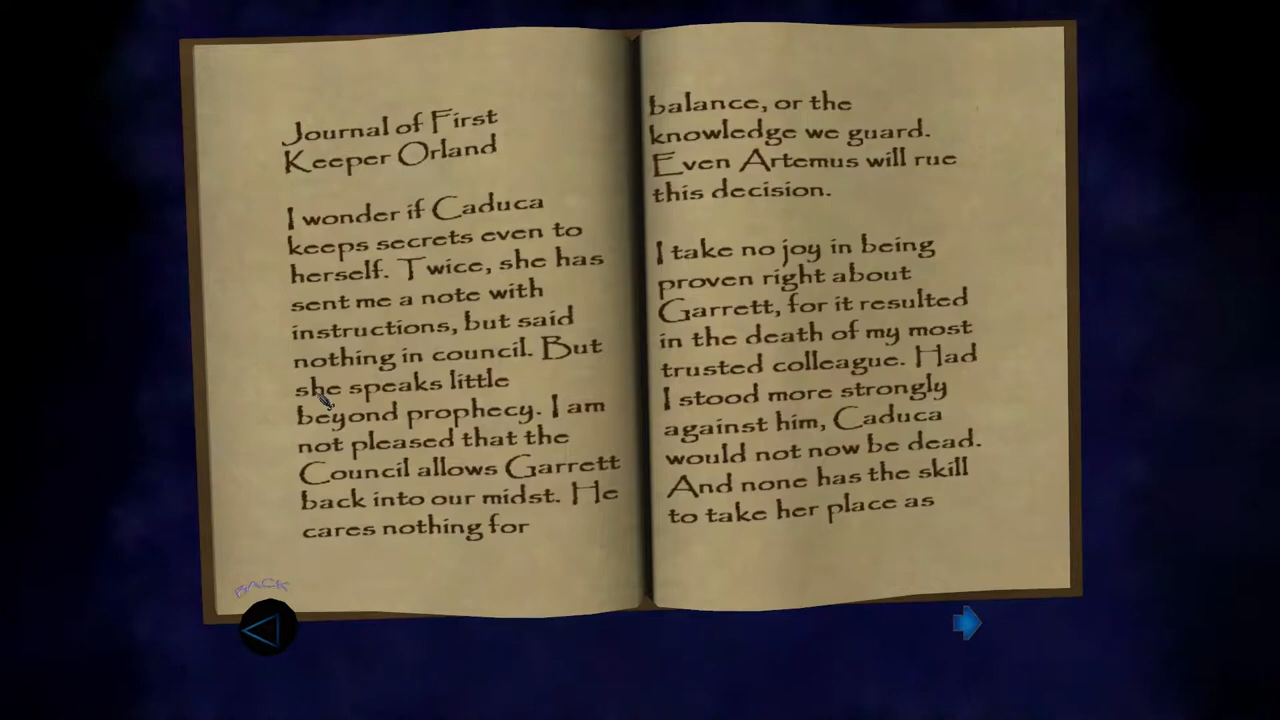 Journal of First
Keeper Orland
I wonder if Caduca
keeps secrets even to
herself. Twice, she has
sent me a note with
instructions, but said
nothing in council. But
she speaks little
beyond prophecy. I am
not pleased that the
Council allows Garrett
back into our midst. He
cares nothing for
balance, or the
knowledge we guard.
Even Artemus will rue
this decision.
I take no joy in being
proven right about
Garrett, for it resulted
in the death of my most
trusted colleague. Had
I stood more strongly
against him, Caduca
would not now be dead.
And none has the skill
to take her place as
BACK